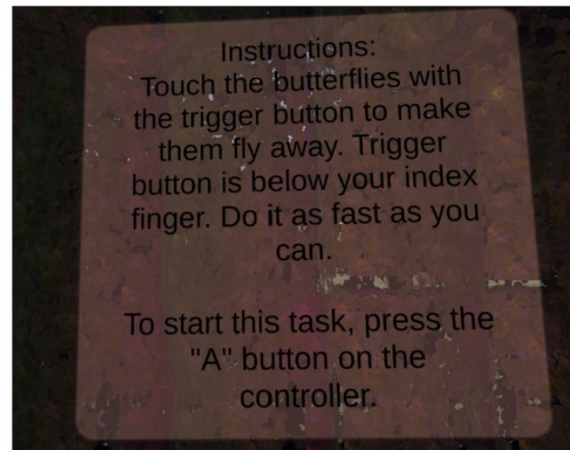 Instructions:
Touch the butterflies with
the trigger button to make
them fly away. Trigger
button is below your index
finger. Do it as fast as you
can.
To start this task, press the
"A" button on the
controller.